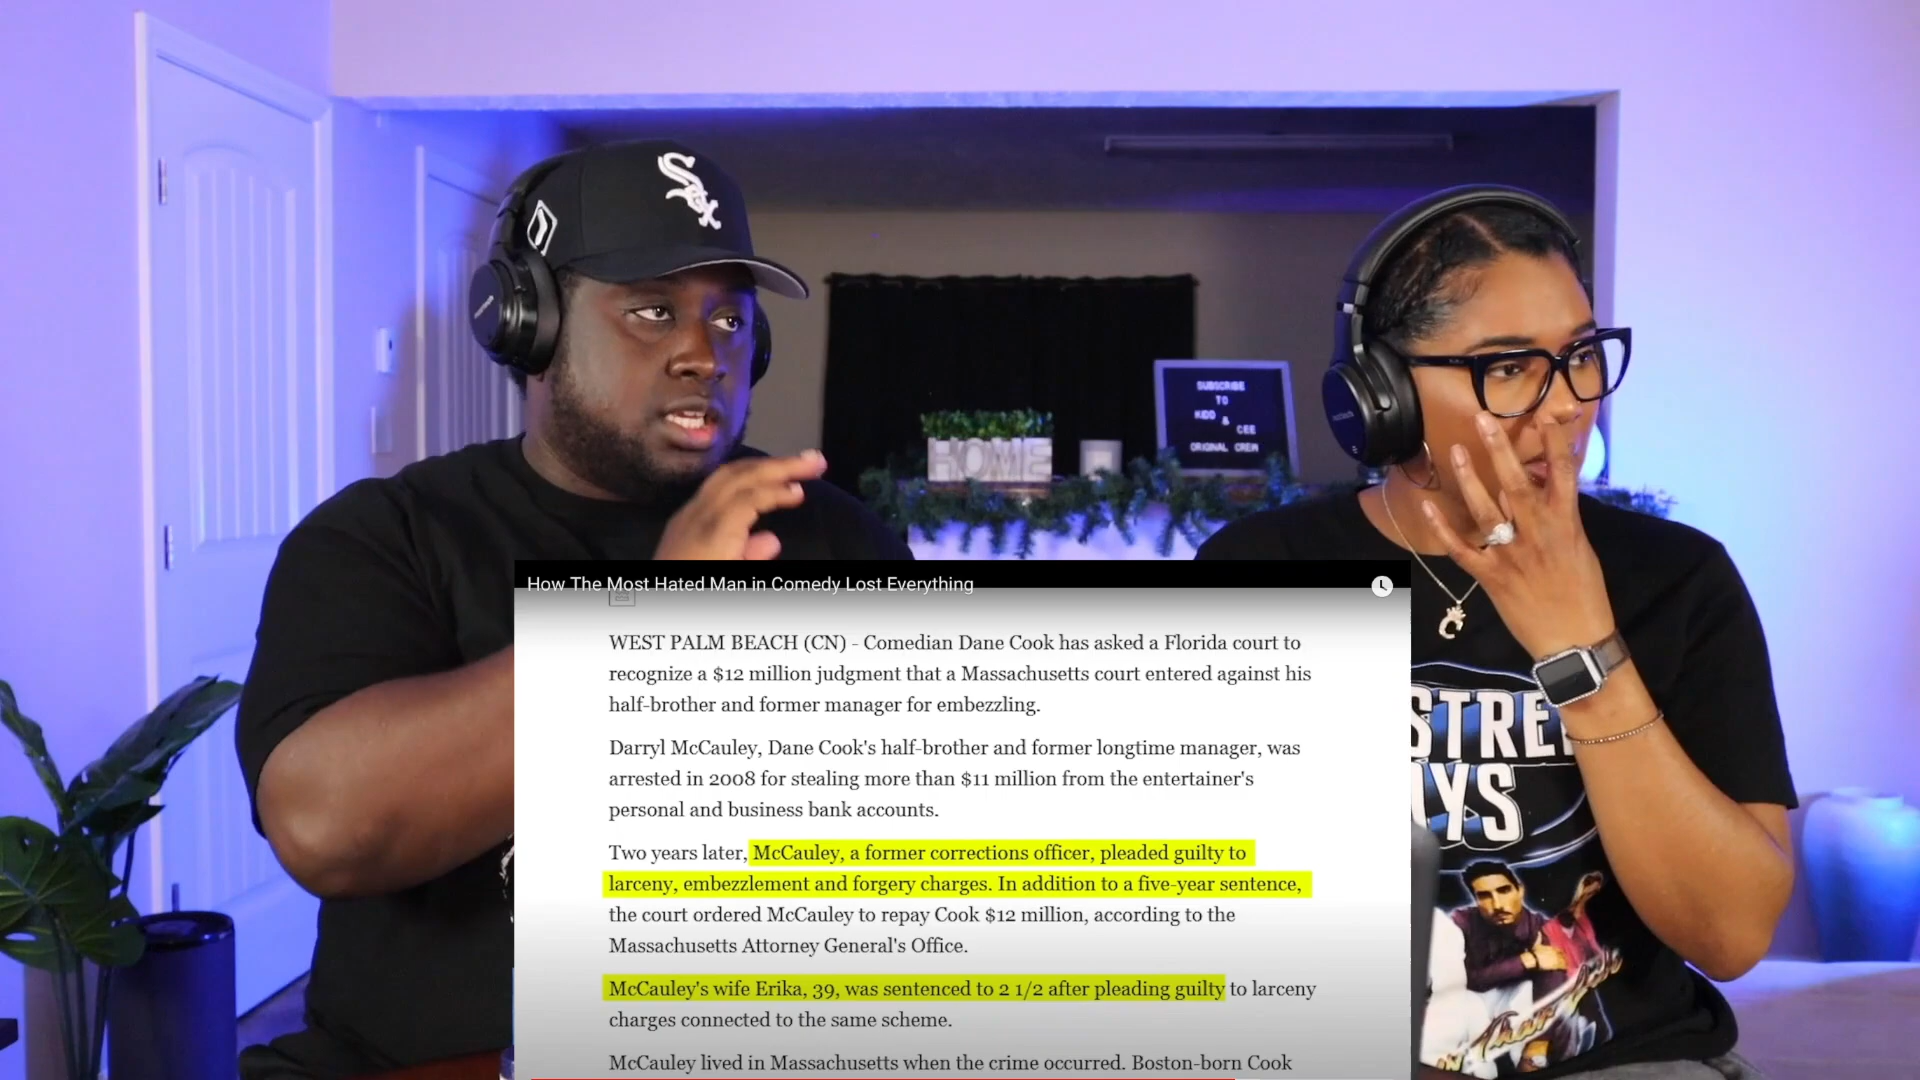 Sox
SUBSCRIBE
TO
KIDD
&
CEE
ORIGINAL CREW
HOME
How The Most Hated Man in Comedy Lost Everything
WEST PALM BEACH (CN) - Comedian Dane Cook has asked a Florida court to
recognize a $12 million judgment that a Massachusetts court entered against his
half-brother and former manager for embezzling.
Darryl McCauley, Dane Cook's half-brother and former longtime manager, was
arrested in 2008 for stealing more than $11 million from the entertainer's
personal and business bank accounts.
Two years later, McCauley, a former corrections officer, pleaded guilty to
larceny, embezzlement and forgery charges. In addition to a five-year sentence,
the court ordered McCauley to repay Cook $12 million, according to the
Massachusetts Attorney General's Office.
McCauley's wife Erika, 39, was sentenced to 2 1/2 after pleading guilty to larceny
charges connected to the same scheme.
McCauley lived in Massachusetts when the crime occurred. Boston-born Cook
STRE
YS